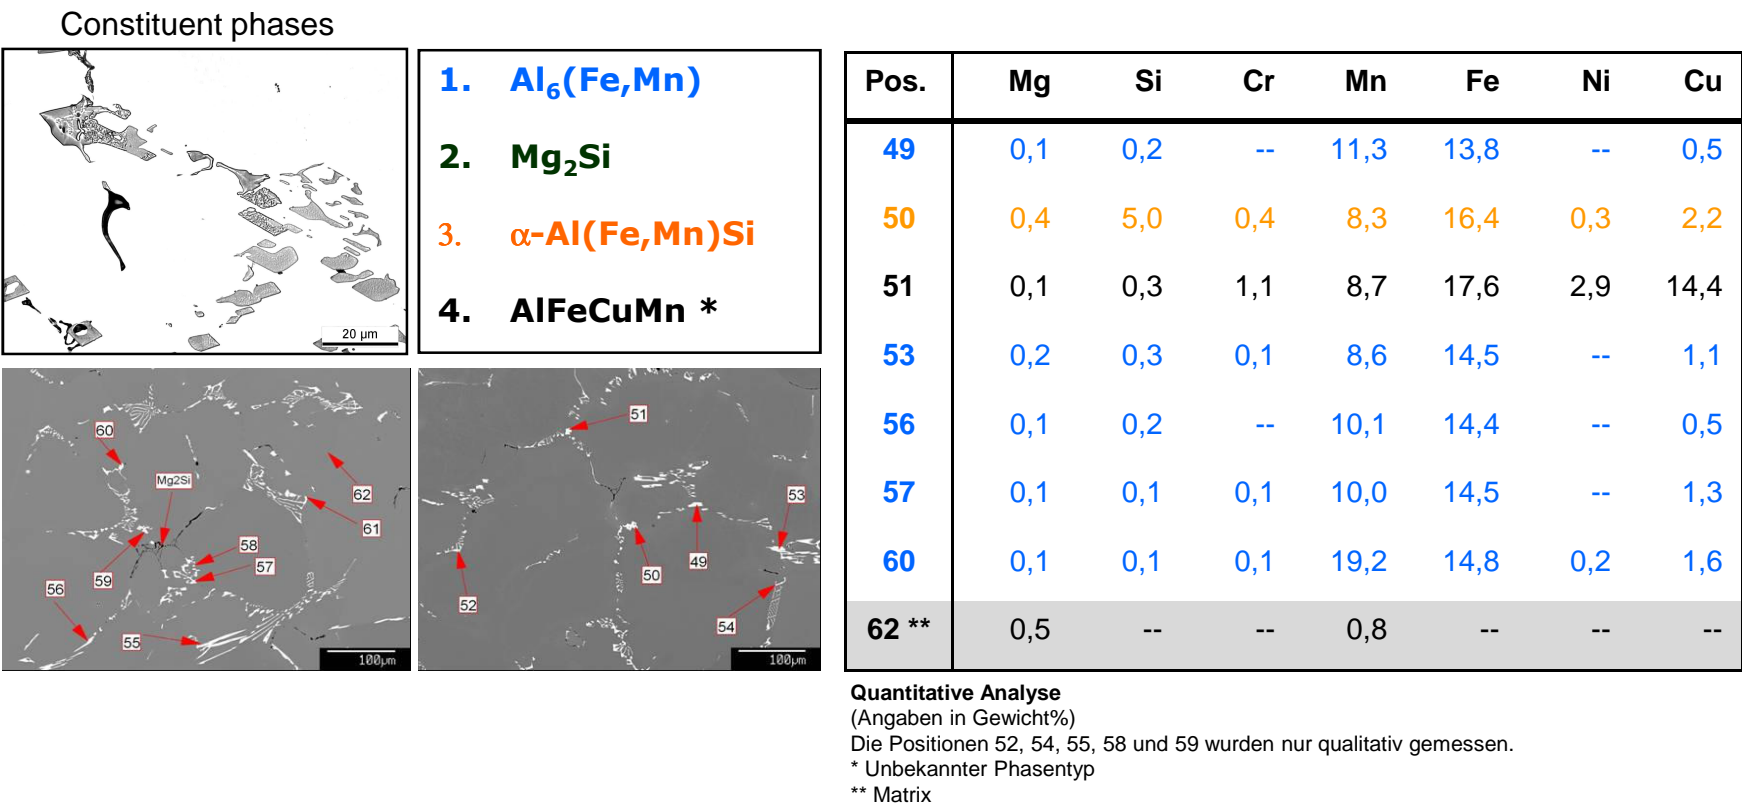 Constituent phases
20 µm
1. Al6(Fe,Mn)
2. Mg2Si
3. α-Al(Fe,Mn)Si
4. AlFeCuMn *
60
Mg2Si
62
61
58
57
59
56
55
100µm
51
53
50
49
52
54
100µm
Pos. Mg Si Cr Mn Fe Ni Cu
49 0,1 0,2 -- 11,3 13,8 -- 0,5
50 0,4 5,0 0,4 8,3 16,4 0,3 2,2
51 0,1 0,3 1,1 8,7 17,6 2,9 14,4
53 0,2 0,3 0,1 8,6 14,5 -- 1,1
56 0,1 0,2 -- 10,1 14,4 -- 0,5
57 0,1 0,1 0,1 10,0 14,5 -- 1,3
60 0,1 0,1 0,1 19,2 14,8 0,2 1,6
62 ** 0,5 -- -- 0,8 -- -- --
Quantitative Analyse
(Angaben in Gewicht%)
Die Positionen 52, 54, 55, 58 und 59 wurden nur qualitativ gemessen.
* Unbekannter Phasentyp
** Matrix